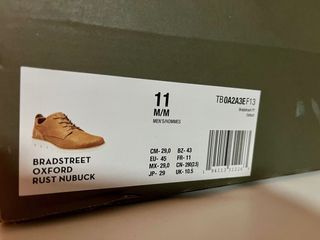 11
M/M
MEN'S/HOMMES
TB0A2A3EF13
BRADSTREET
OXFORD
RUST NUBUCK
CM- 29,0 BZ- 43
EU- 45 FR- 11
MX- 29,0 CN- 290(2.5)
JP- 29 UK- 10.5